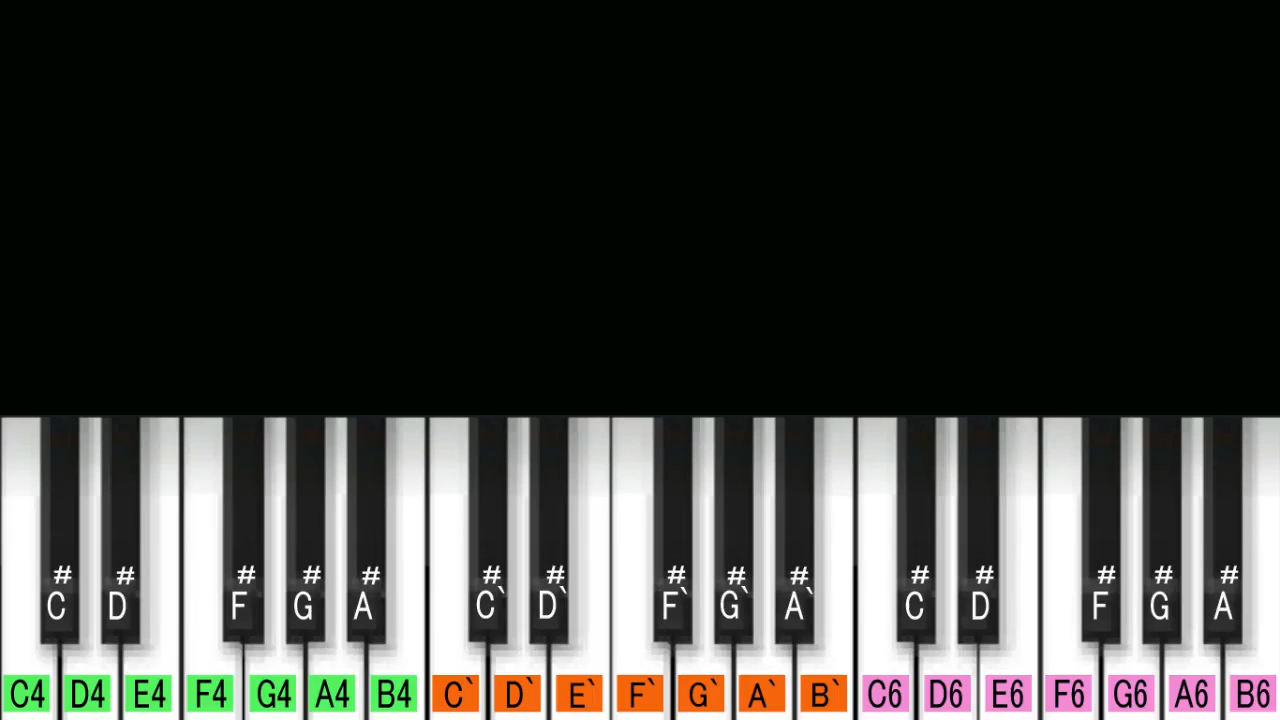 # # # # # # # # # # # # # # #
C D F G A C` D` F` G` A` C D F G A
C4 D4 E4 F4 G4 A4 B4 C` D` E` F` G` A` B` C6 D6 E6 F6 G6 A6 B6